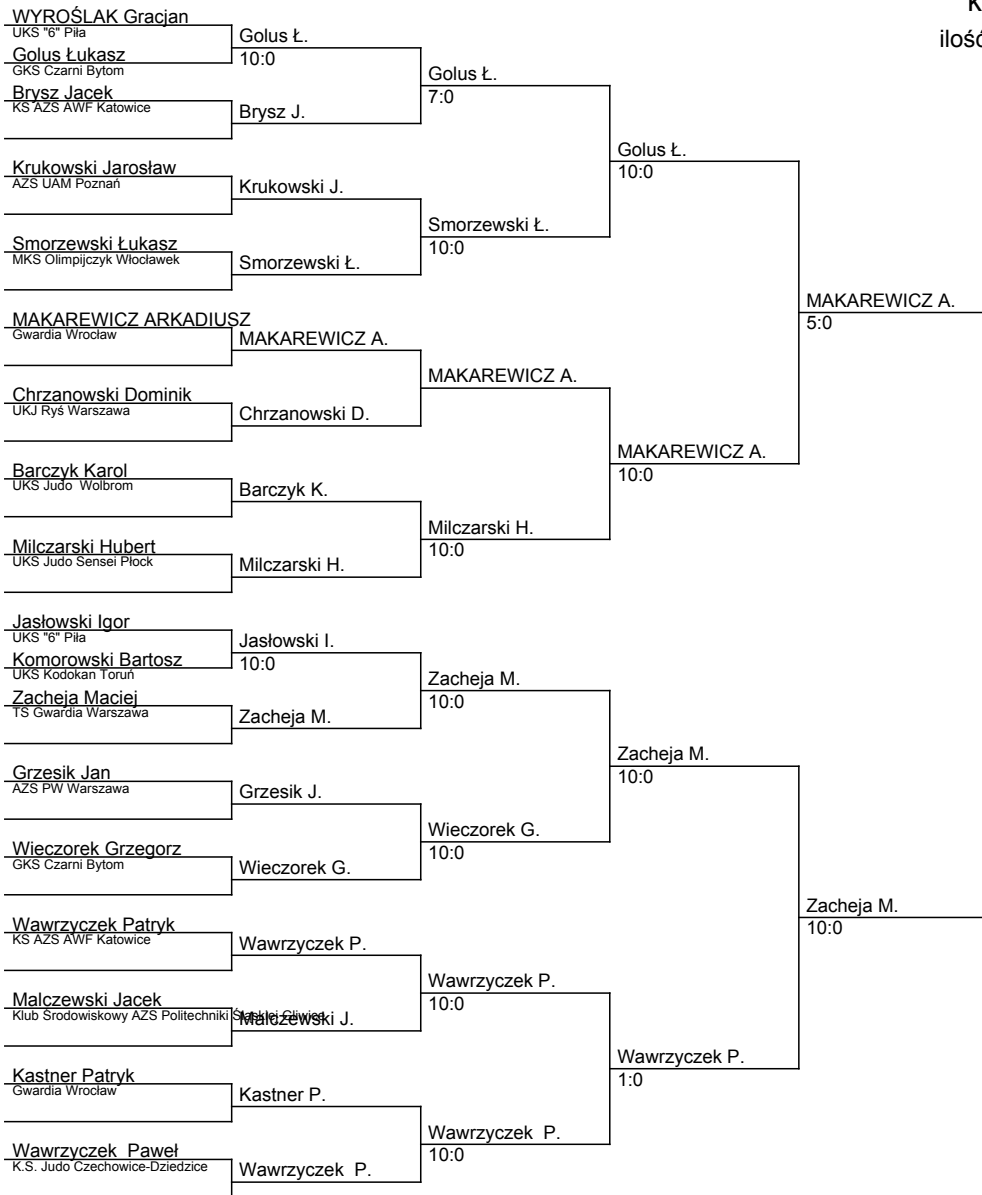 K
ilość
WYROŚLAK Gracjan
UKS "6" Piła
Golus Łukasz
GKS Czarni Bytom
Brysz Jacek
KS AZS AWF Katowice
Krukowski Jarosław
AZS UAM Poznań
Smorzewski Łukasz
MKS Olimpijczyk Włocławek
MAKAREWICZ ARKADIUSZ
Gwardia Wrocław
Chrzanowski Dominik
UKJ Ryś Warszawa
Barczyk Karol
UKS Judo  Wolbrom
Milczarski Hubert
UKS Judo Sensei Płock
Jasłowski Igor
UKS "6" Piła
Komorowski Bartosz
UKS Kodokan Toruń
Zacheja Maciej
TS Gwardia Warszawa
Grzesik Jan
AZS PW Warszawa
Wieczorek Grzegorz
GKS Czarni Bytom
Wawrzyczek Patryk
KS AZS AWF Katowice
Malczewski Jacek
Klub Środowiskowy AZS Politechniki Śląskiej Gliwice
Kastner Patryk
Gwardia Wrocław
Wawrzyczek  Paweł
K.S. Judo Czechowice-Dziedzice
Golus Ł.
10:0
Brysz J.
Krukowski J.
Smorzewski Ł.
MAKAREWICZ A.
Chrzanowski D.
Barczyk K.
Milczarski H.
Jasłowski I.
10:0
Zacheja M.
Grzesik J.
Wieczorek G.
Wawrzyczek P.
Malczewski J.
Kastner P.
Wawrzyczek  P.
Golus Ł.
7:0
Smorzewski Ł.
10:0
MAKAREWICZ A.
Milczarski H.
10:0
Zacheja M.
10:0
Wieczorek G.
10:0
Wawrzyczek P.
10:0
Wawrzyczek  P.
10:0
Golus Ł.
10:0
MAKAREWICZ A.
10:0
Zacheja M.
10:0
Wawrzyczek P.
1:0
MAKAREWICZ A.
5:0
Zacheja M.
10:0